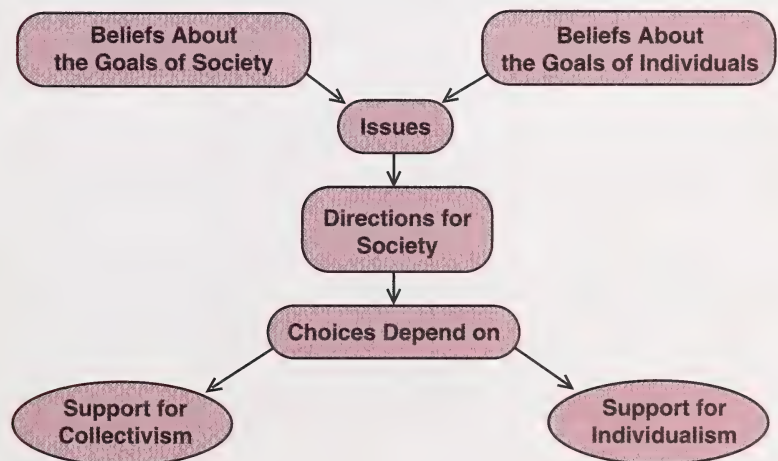 Beliefs About
the Goals of Society
Beliefs About
the Goals of Individuals
Issues
Directions for
Society
Choices Depend on
Support for
Collectivism
Support for
Individualism